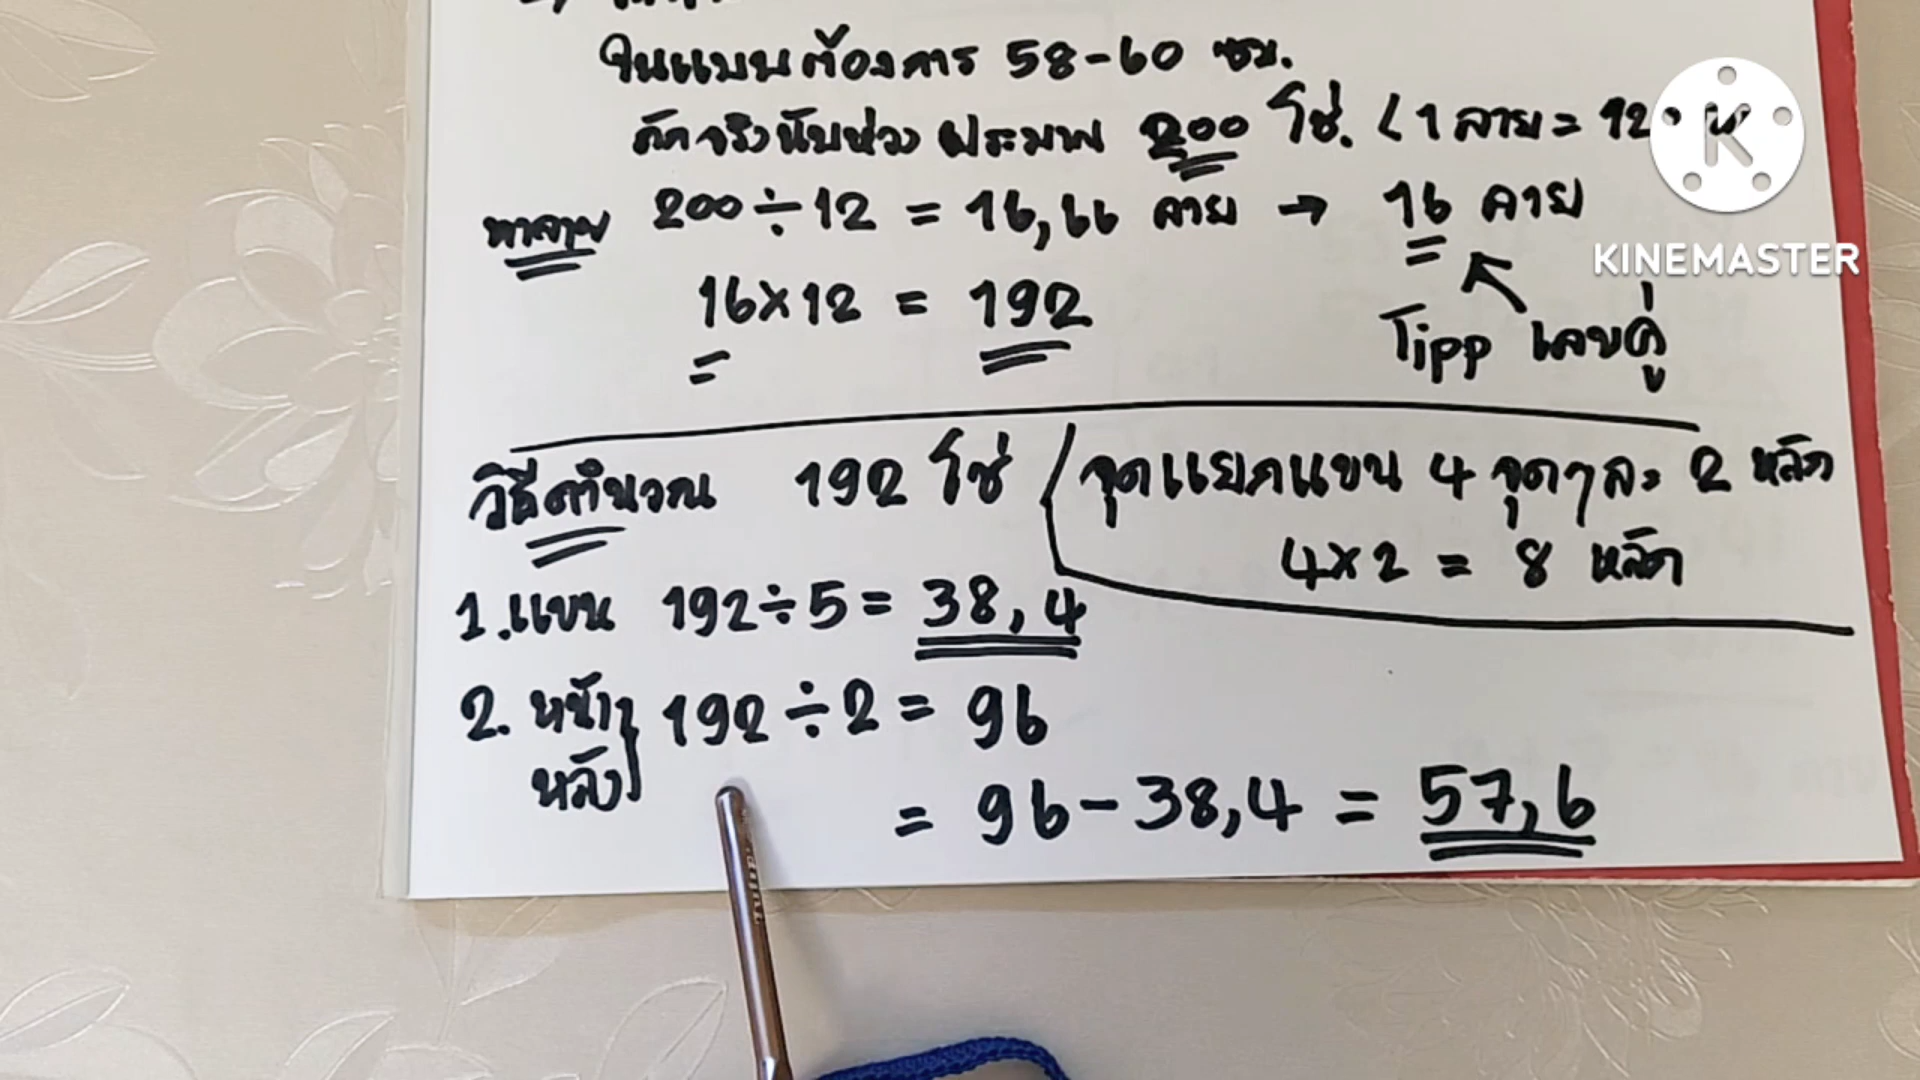 ในแบบต้องการ 58-60 ซม.
ถักจริงนับห่วง ประมาณ 200 โซ่. (1 ลาย = 12
หาลาย 200 ÷ 12 = 16,66 ลาย → 16 ลาย
16 x 12 = 192
Tipp เลขคู่
วิธีคำนวณ 192 โซ่
จุดแยกแขน 4 จุดๆละ 2 หลัก
4 x 2 = 8 หลัก
1. แขน 192 ÷ 5 = 38,4
2. หน้า 192 ÷ 2 = 96
หลัง = 96 - 38,4 = 57,6
K
KINEMASTER